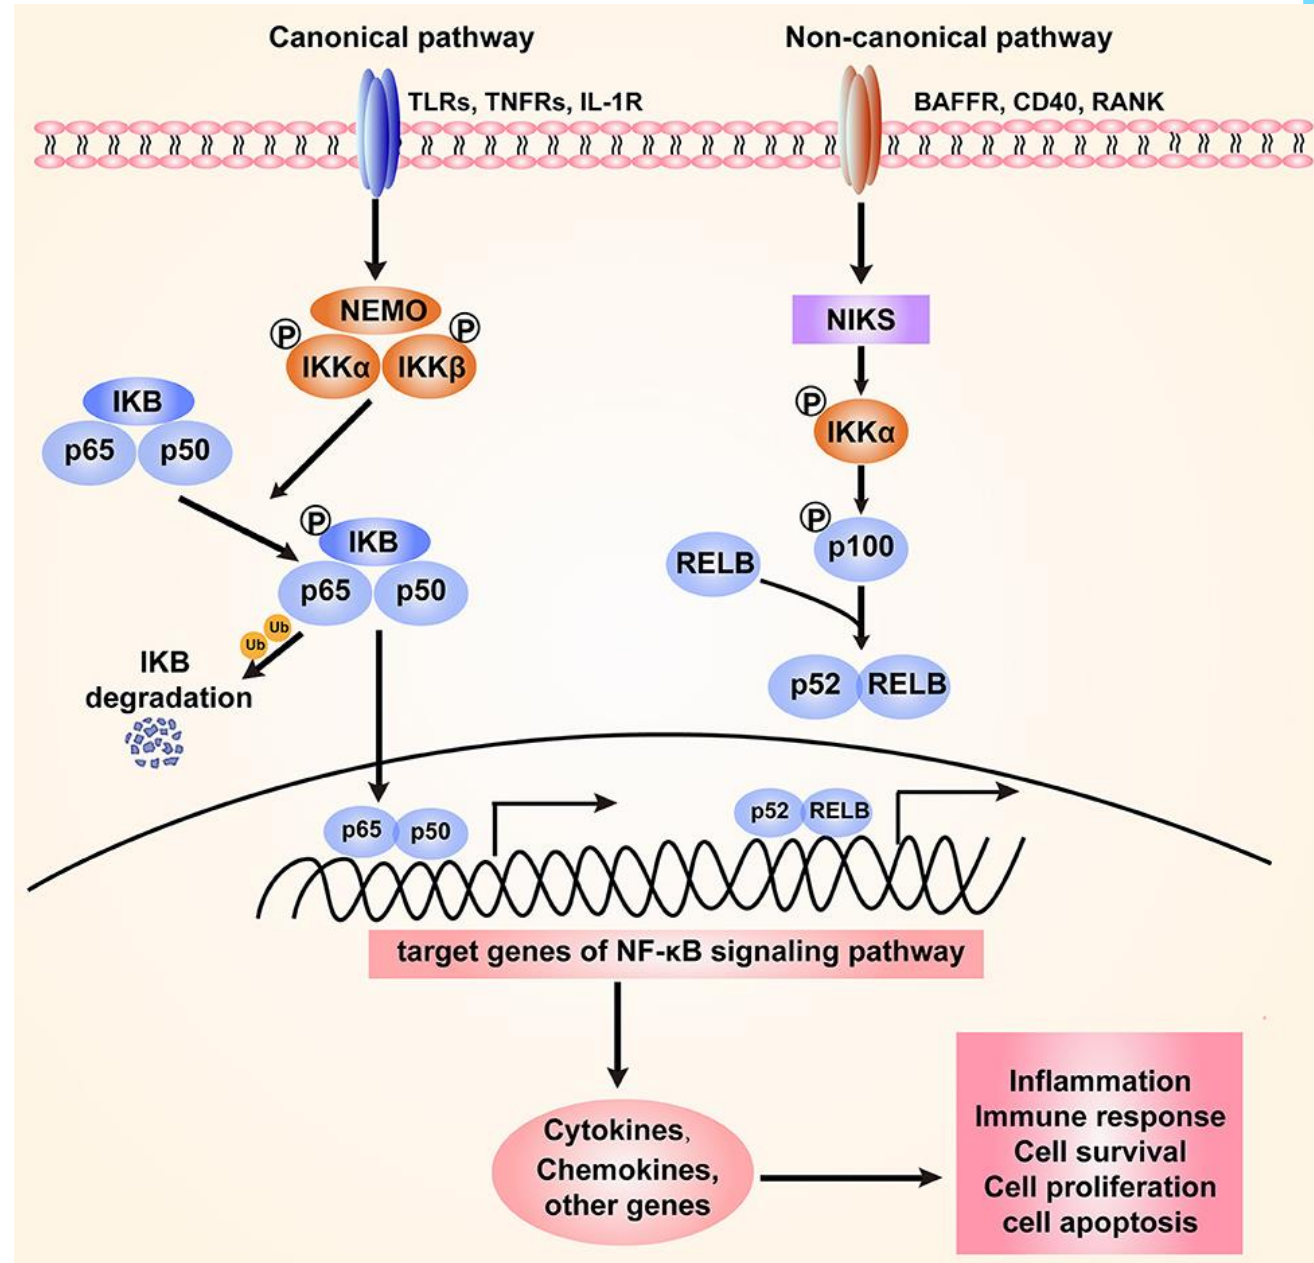 Canonical pathway
Non-canonical pathway
TLRs, TNFRs, IL-1R
BAFFR, CD40, RANK
NEMO
P
P
IKKα
IKKβ
NIKS
IKB
p65
p50
P
IKKα
P
IKB
p65
p50
P
p100
RELB
Ub
Ub
IKB
degradation
p52
RELB
p65
p50
p52
RELB
target genes of NF-κB signaling pathway
Cytokines,
Chemokines,
other genes
Inflammation
Immune response
Cell survival
Cell proliferation
cell apoptosis